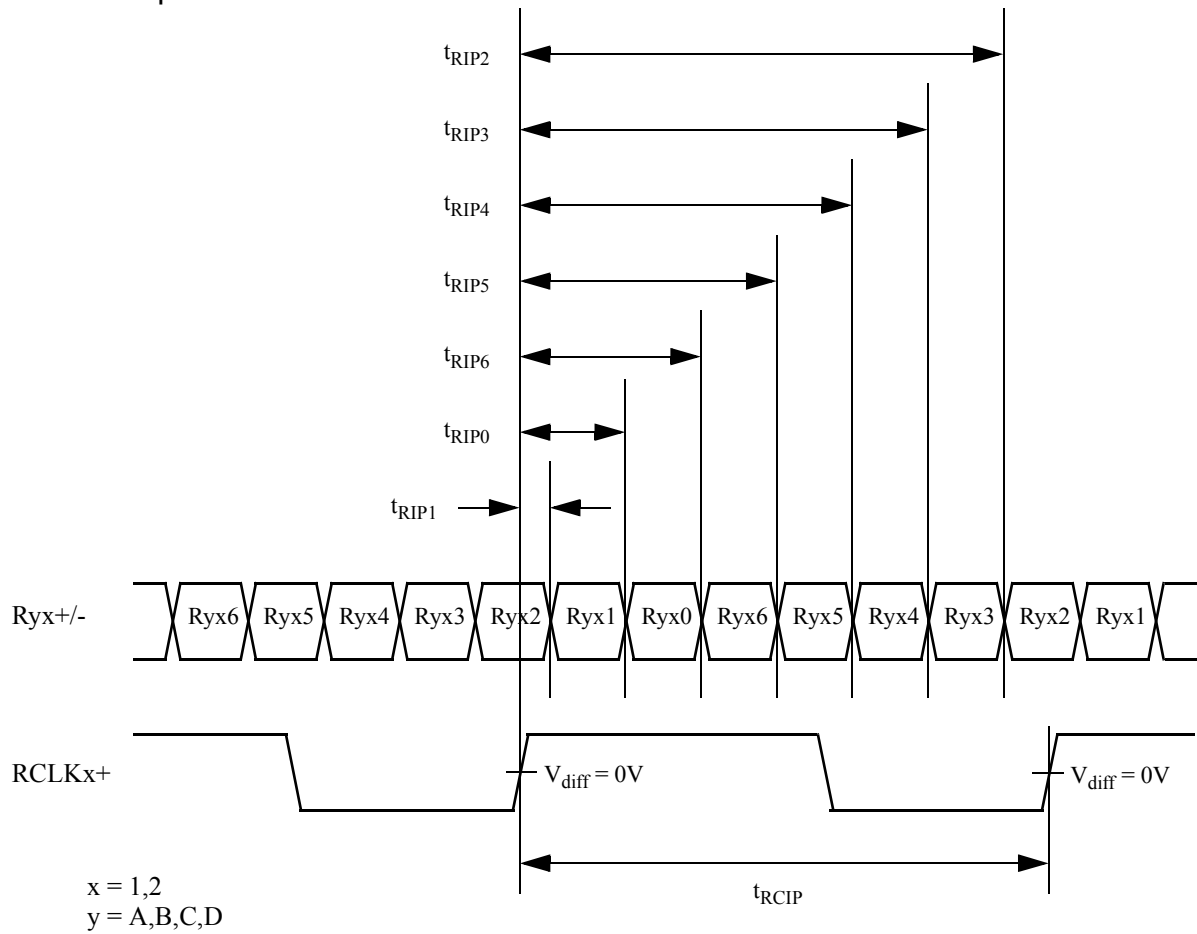 tRIP2
tRIP3
tRIP4
tRIP5
tRIP6
tRIP0
tRIP1
Ryx+/- Ryx6 Ryx5 Ryx4 Ryx3 Ryx2 Ryx1 Ryx0 Ryx6 Ryx5 Ryx4 Ryx3 Ryx2 Ryx1
RCLKx+ Vdiff = 0V Vdiff = 0V
tRCIP
x = 1,2
y = A,B,C,D